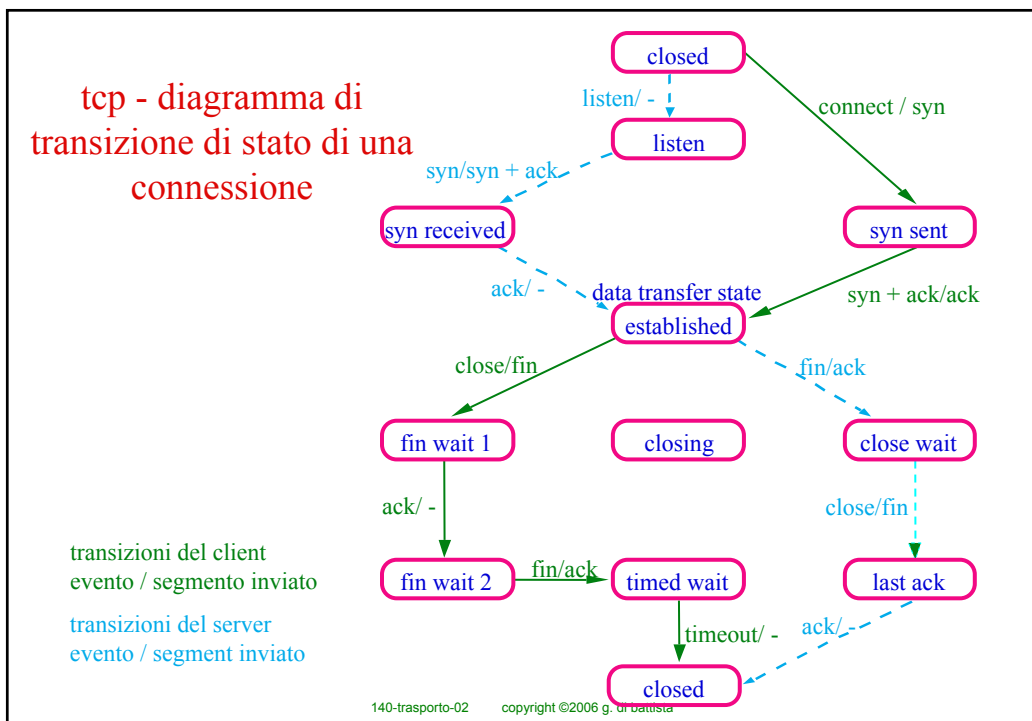 tcp - diagramma di
transizione di stato di una
connessione
closed
listen/ -
connect / syn
listen
syn/syn + ack
syn received
syn sent
ack/ -
data transfer state
syn + ack/ack
established
close/fin
fin/ack
fin wait 1
closing
close wait
ack/ -
close/fin
transizioni del client
evento / segmento inviato
fin wait 2
fin/ack
timed wait
last ack
transizioni del server
evento / segment inviato
timeout/ -
ack/ -
closed
140-trasporto-02 copyright ©2006 g. di battista